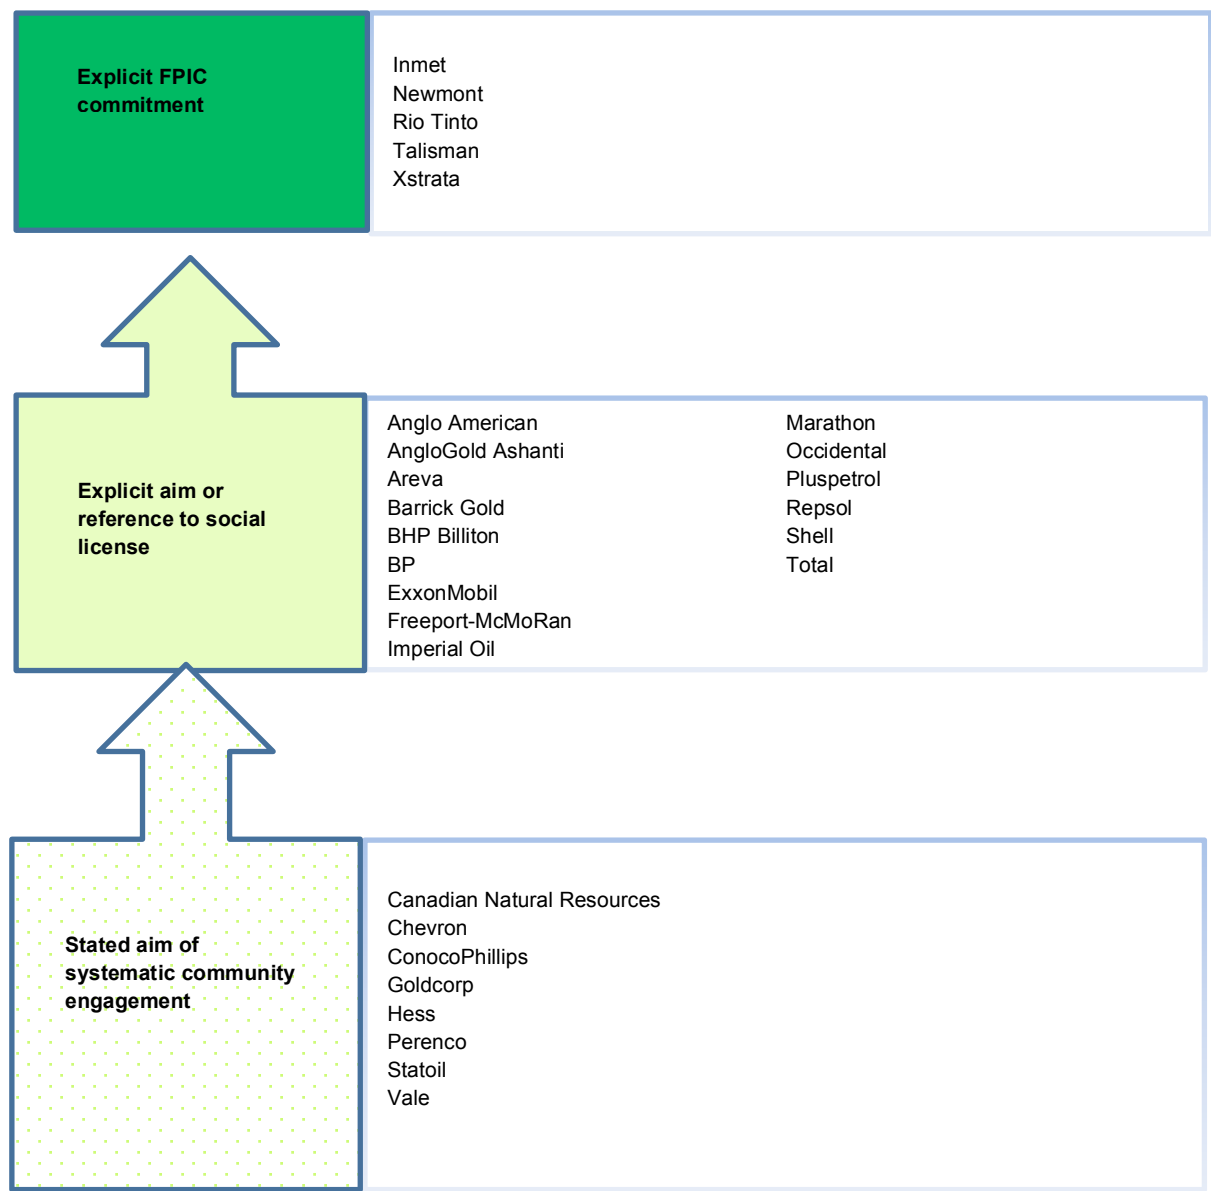 Explicit FPIC
commitment
Inmet
Newmont
Rio Tinto
Talisman
Xstrata
Explicit aim or
reference to social
license
Anglo American
AngloGold Ashanti
Areva
Barrick Gold
BHP Billiton
BP
ExxonMobil
Freeport-McMoRan
Imperial Oil
Marathon
Occidental
Pluspetrol
Repsol
Shell
Total
Stated aim of
systematic community
engagement
Canadian Natural Resources
Chevron
ConocoPhillips
Goldcorp
Hess
Perenco
Statoil
Vale